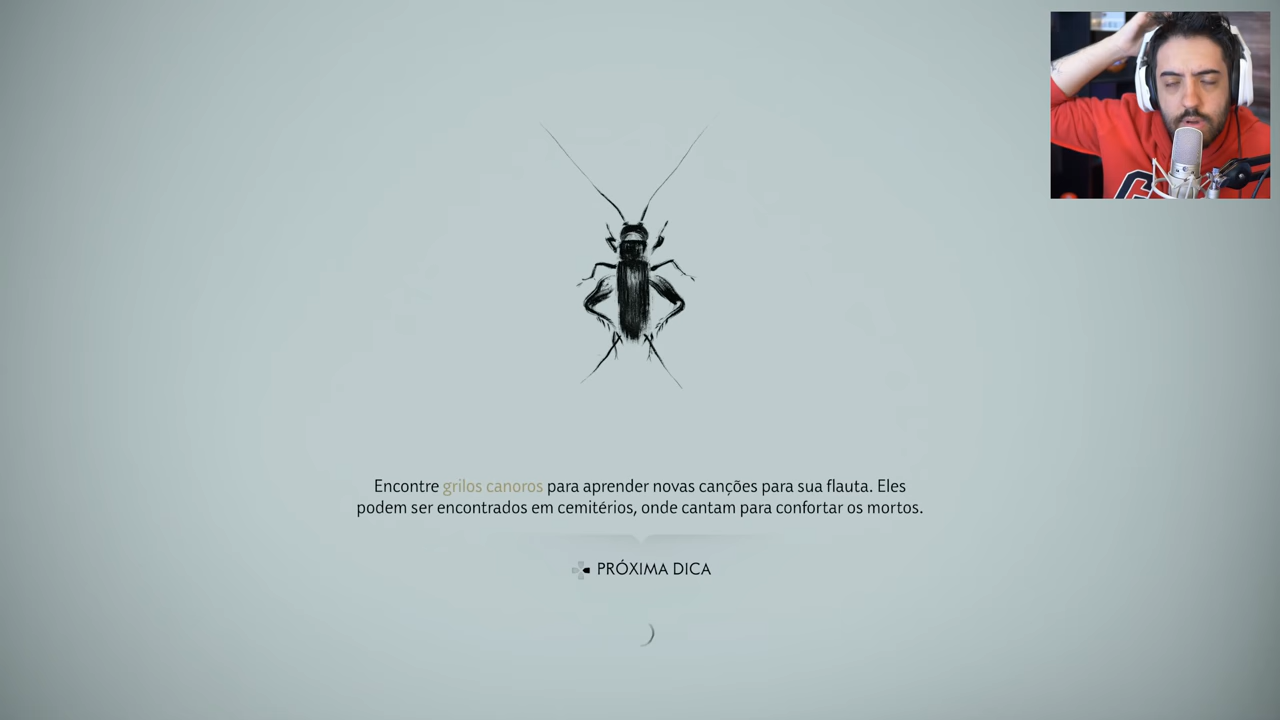 Encontre grilos canoros para aprender novas canções para sua flauta. Eles
podem ser encontrados em cemitérios, onde cantam para confortar os mortos.
PRÓXIMA DICA